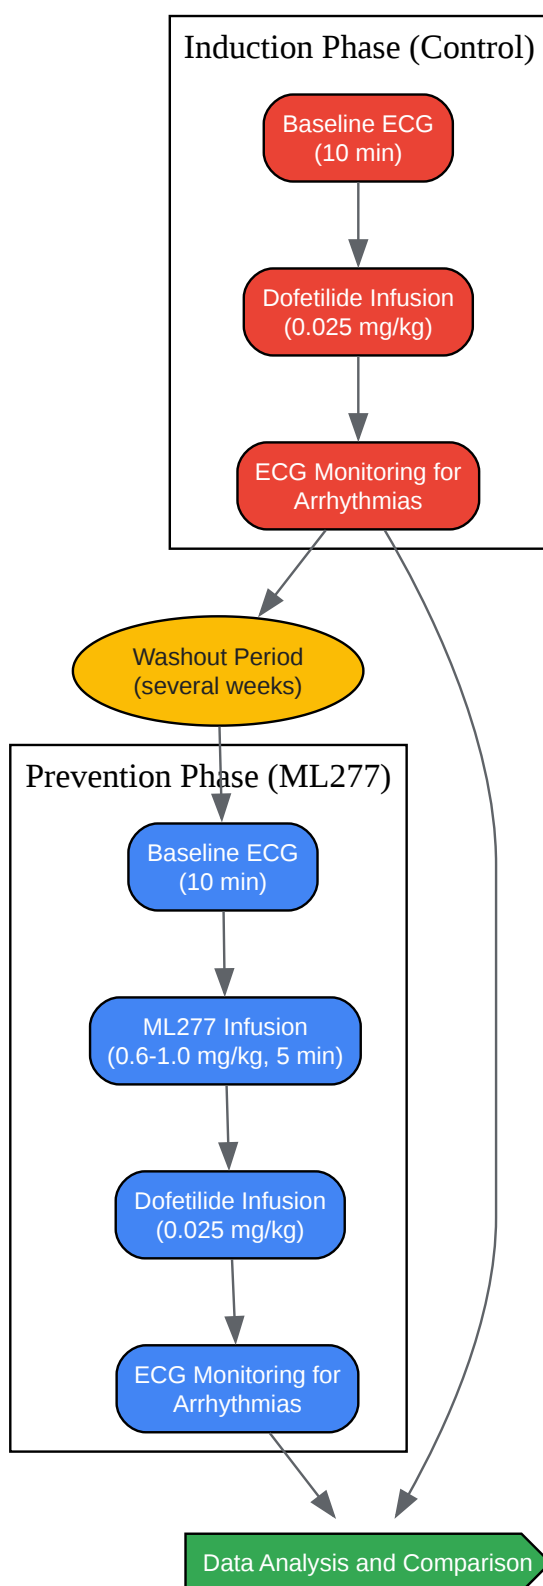 Induction Phase (Control)
Baseline ECG
(10 min)
Dofetilide Infusion
(0.025 mg/kg)
ECG Monitoring for
Arrhythmias
Washout Period
(several weeks)
Prevention Phase (ML277)
Baseline ECG
(10 min)
ML277 Infusion
(0.6-1.0 mg/kg, 5 min)
Dofetilide Infusion
(0.025 mg/kg)
ECG Monitoring for
Arrhythmias
Data Analysis and Comparison